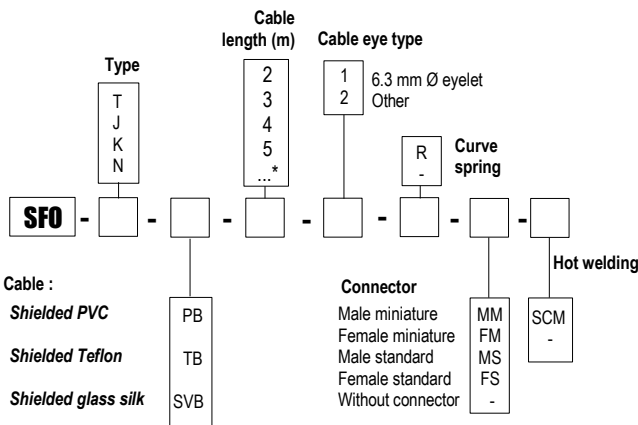 Cable
length (m)
Cable eye type
Type
2
3
4
5
...*
1
2
6.3 mm Ø eyelet
Other
T
J
K
N
R
-
Curve
spring
SFO - - - - - - -
Hot welding
Cable :
Shielded PVC PB
Shielded Teflon TB
Shielded glass silk SVB
Connector
Male miniature MM
Female miniature FM
Male standard MS
Female standard FS
Without connector -
SCM
-